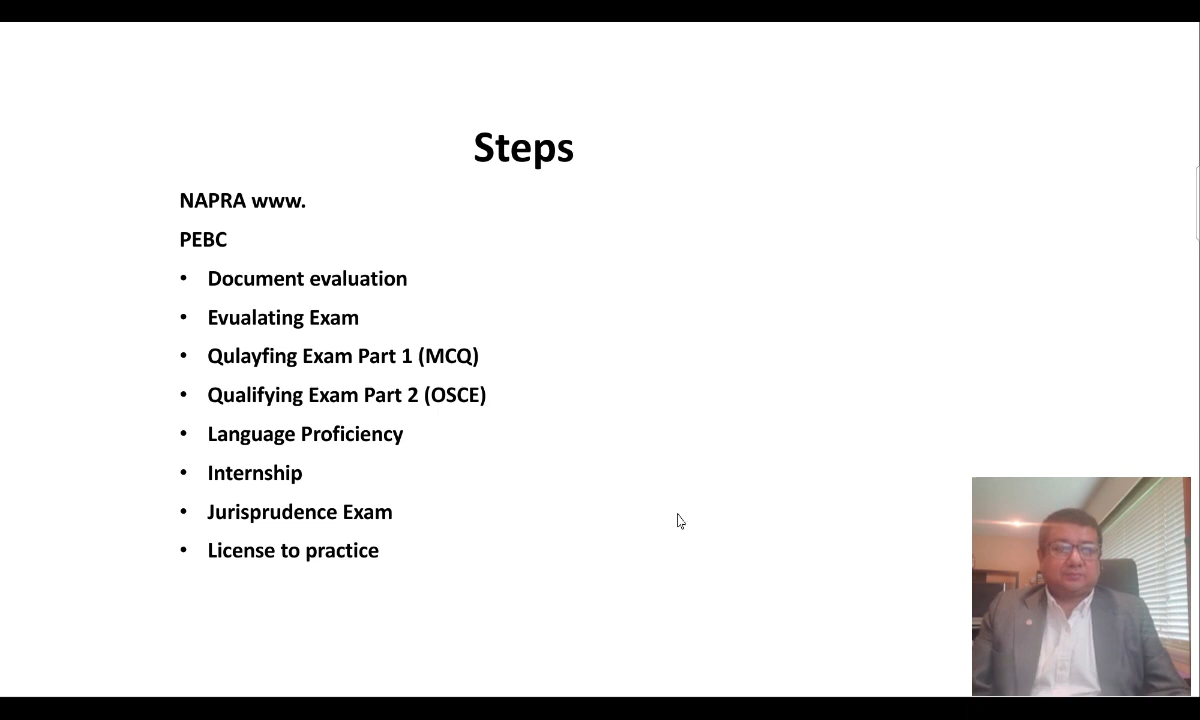 Steps
NAPRA www.
PEBC
• Document evaluation
• Evualating Exam
• Qulayfing Exam Part 1 (MCQ)
• Qualifying Exam Part 2 (OSCE)
• Language Proficiency
• Internship
• Jurisprudence Exam
• License to practice